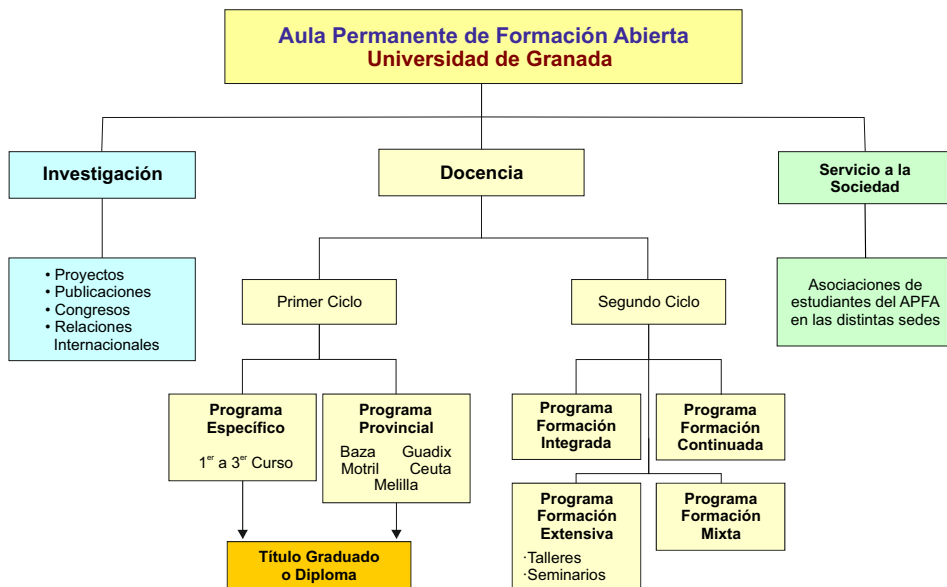 Aula Permanente de Formación Abierta
Universidad de Granada
Investigación
Docencia
Servicio a la
Sociedad
• Proyectos
• Publicaciones
• Congresos
• Relaciones
Internacionales
Primer Ciclo
Segundo Ciclo
Asociaciones de
estudiantes del APFA
en las distintas sedes
Programa
Específico
1er a 3er Curso
Programa
Provincial
Baza Guadix
Motril Ceuta
Melilla
Programa
Formación
Integrada
Programa
Formación
Continuada
Programa
Formación
Extensiva
·Talleres
·Seminarios
Programa
Formación
Mixta
Título Graduado
o Diploma